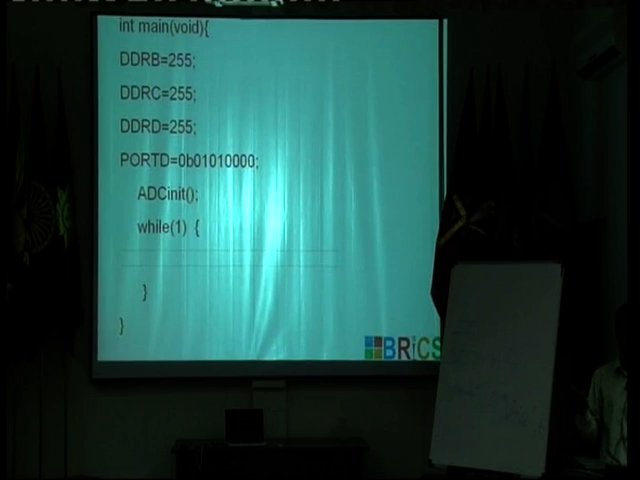 int main(void){
DDRB=255;
DDRC=255;
DDRD=255;
PORTD=0b01010000;
ADCinit();
while(1) {
}
}
BRICS